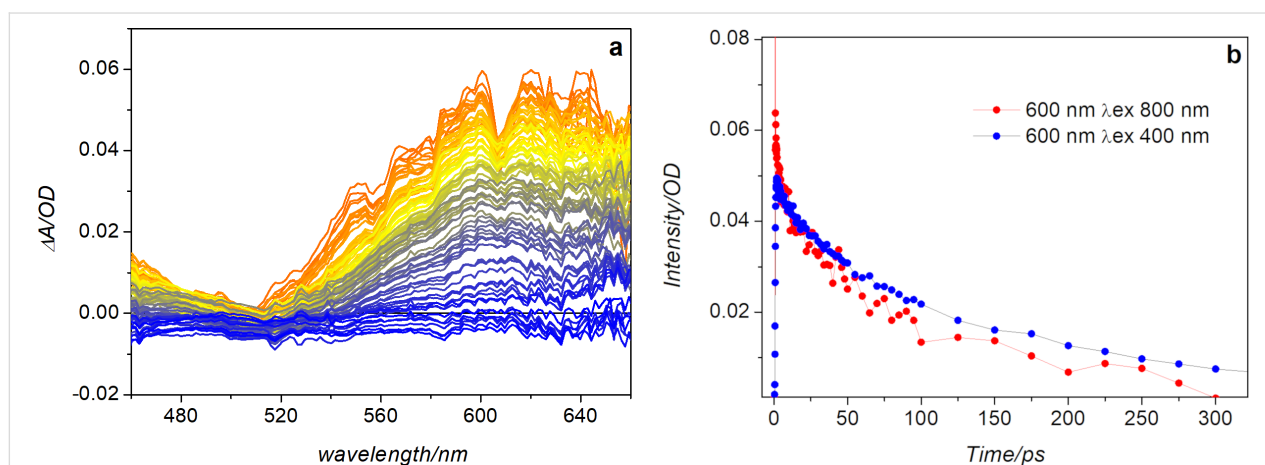 a
0.06
0.04
0.02
0.00
-0.02
ΔA/OD
480
520
560
600
640
wavelength/nm
b
0.08
0.06
0.04
0.02
Intensity/OD
600 nm λex 800 nm
600 nm λex 400 nm
0
50
100
150
200
250
300
Time/ps